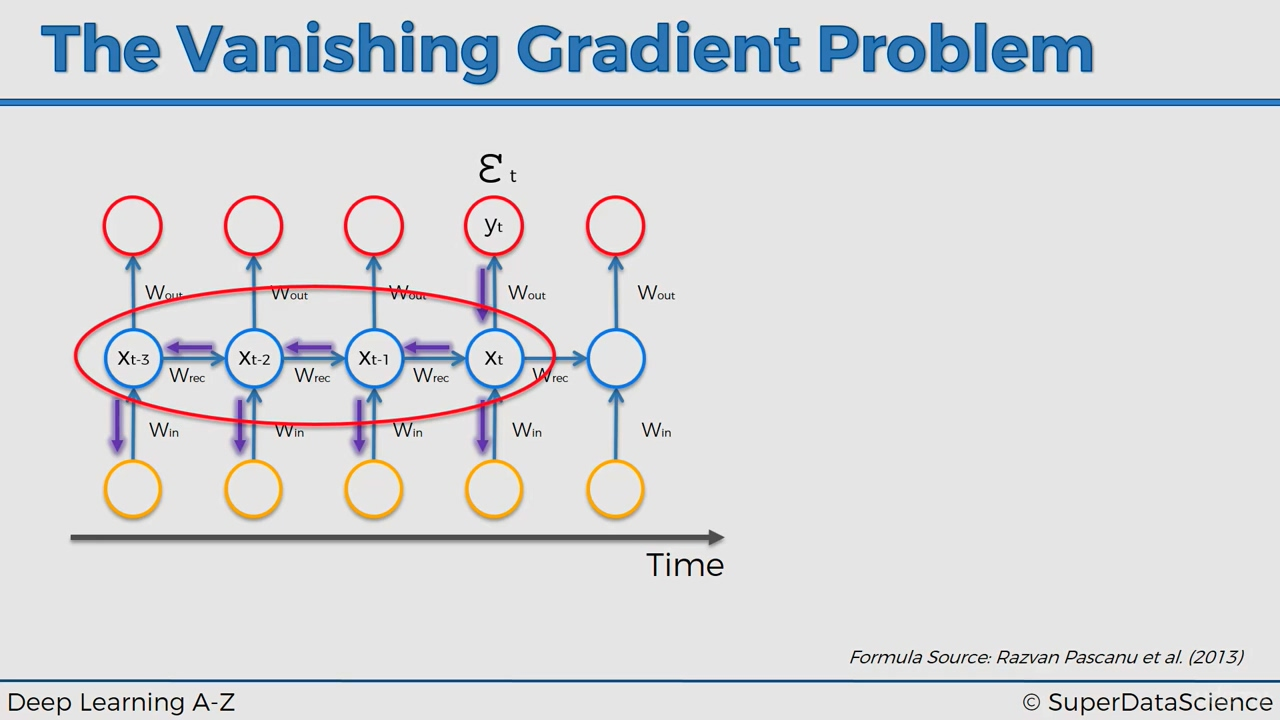 The Vanishing Gradient Problem
Ɛt
yt
Wout Wout Wout Wout Wout
xt-3 xt-2 xt-1 xt
Wrec Wrec Wrec Wrec
Win Win Win Win Win
Time
Formula Source: Razvan Pascanu et al. (2013)
Deep Learning A-Z © SuperDataScience